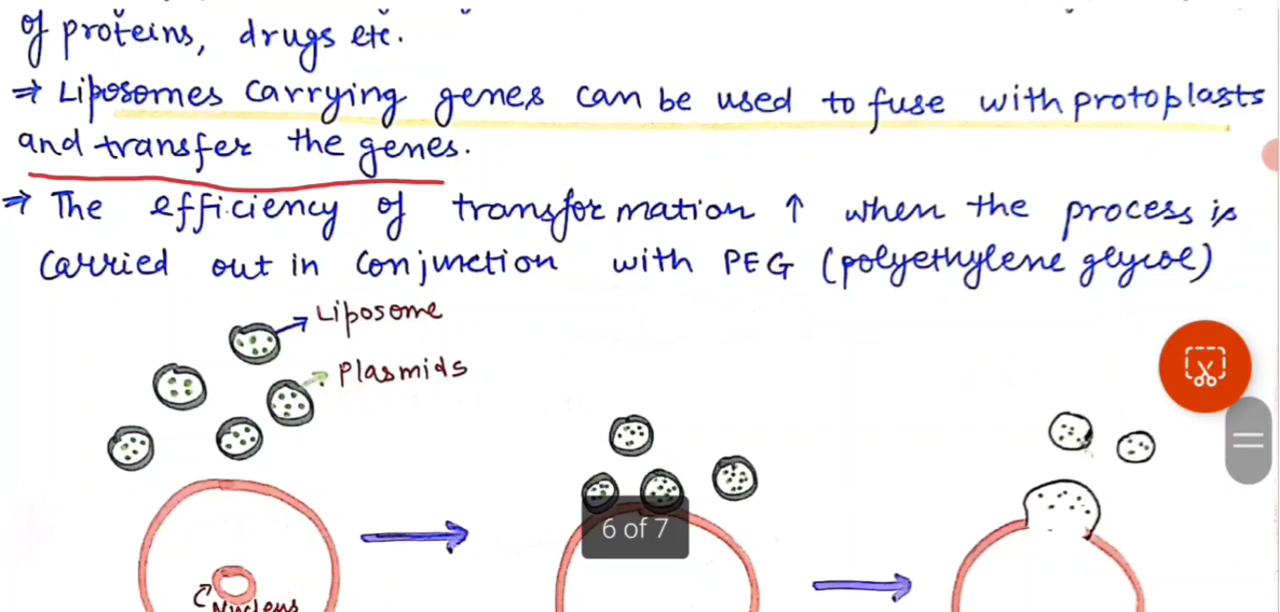 of proteins, drugs etc.
⇒ Liposomes carrying genes can be used to fuse with protoplasts
and transfer the genes.
⇒ The efficiency of transformation ↑ when the process is
carried out in conjunction with PEG (polyethylene glycol)
Liposome
Plasmids
6 of 7
Nucleus